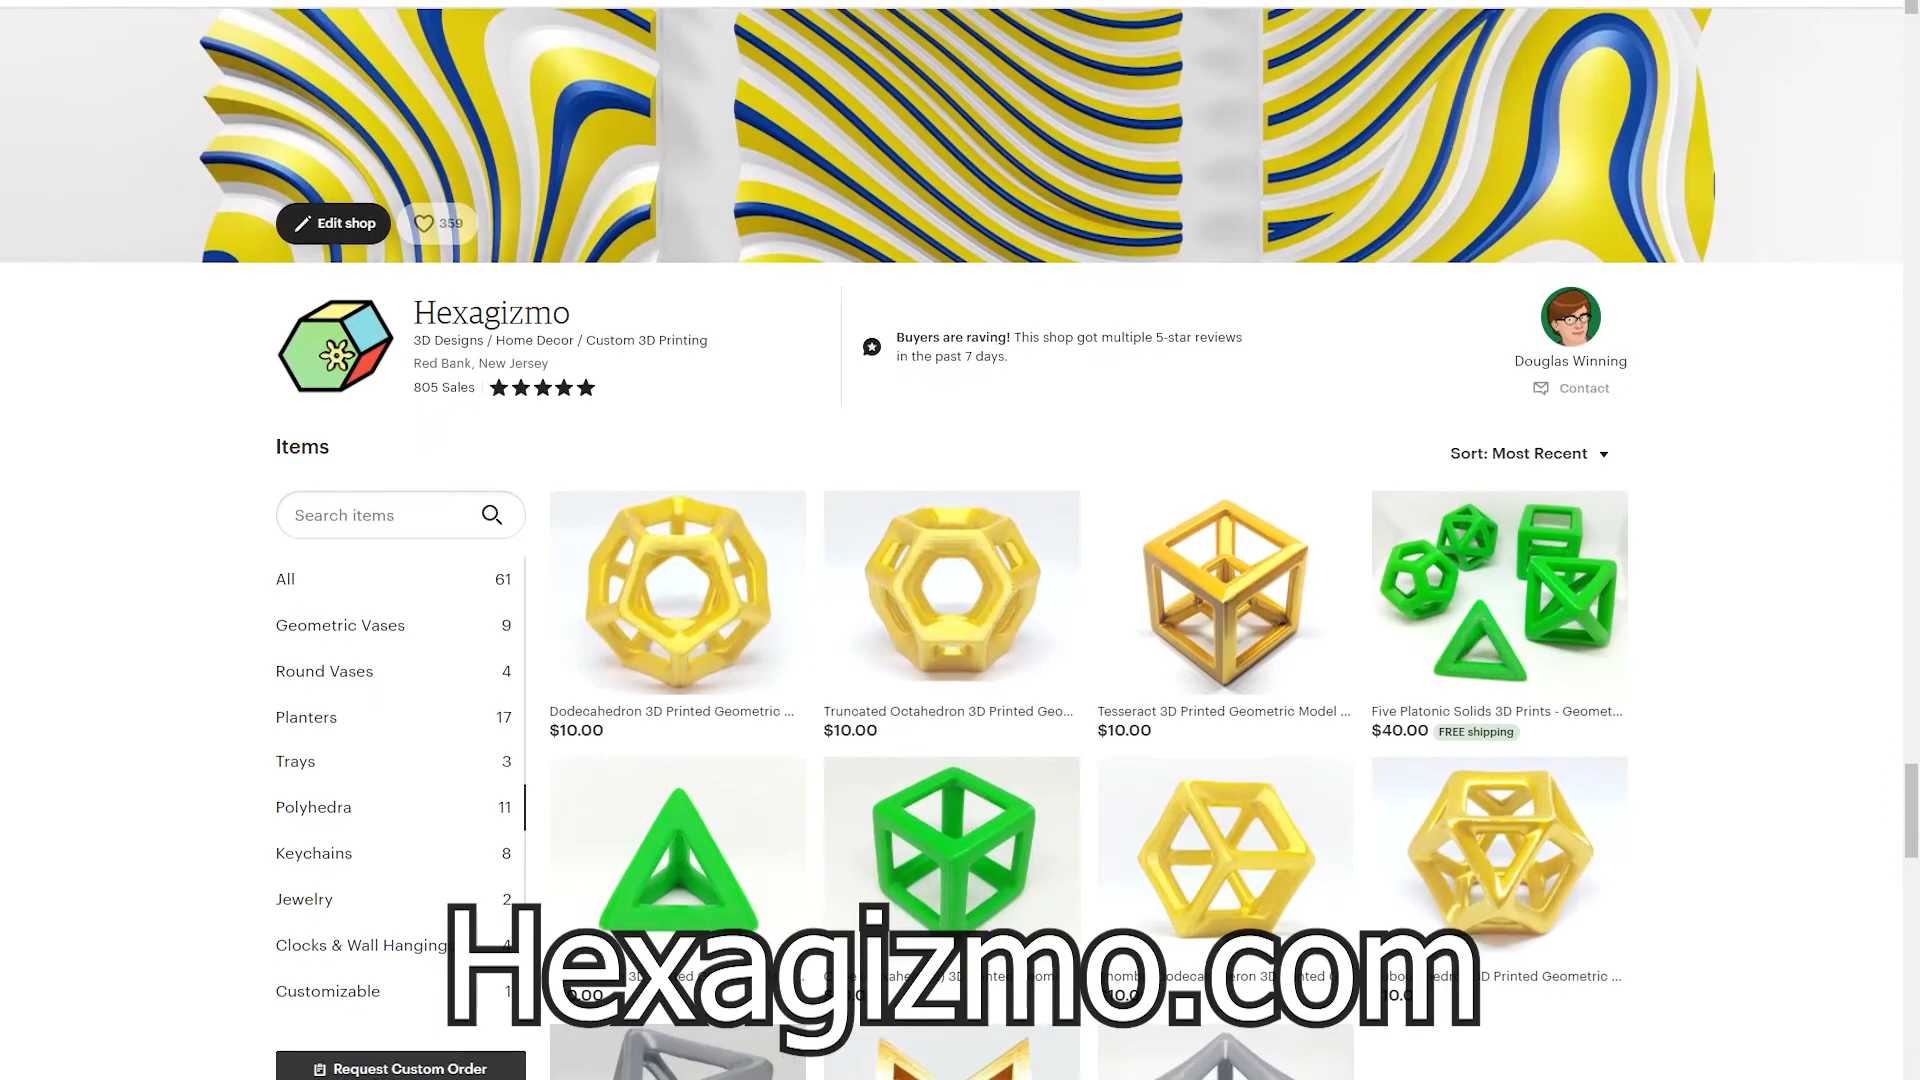 Edit shop
359
Hexagizmo
3D Designs / Home Decor / Custom 3D Printing
Red Bank, New Jersey
805 Sales
Buyers are raving! This shop got multiple 5-star reviews
in the past 7 days.
Douglas Winning
Contact
Items
Sort: Most Recent
Search items
All 61
Geometric Vases 9
Round Vases 4
Planters 17
Trays 3
Polyhedra 11
Keychains 8
Jewelry 2
Clocks & Wall Hangings 4
Customizable 1
Request Custom Order
Dodecahedron 3D Printed Geometric ...
$10.00
Truncated Octahedron 3D Printed Geo...
$10.00
Tesseract 3D Printed Geometric Model ...
$10.00
Five Platonic Solids 3D Prints - Geomet...
$40.00 FREE shipping
3D Printed Geometric ...
Hexagizmo.com